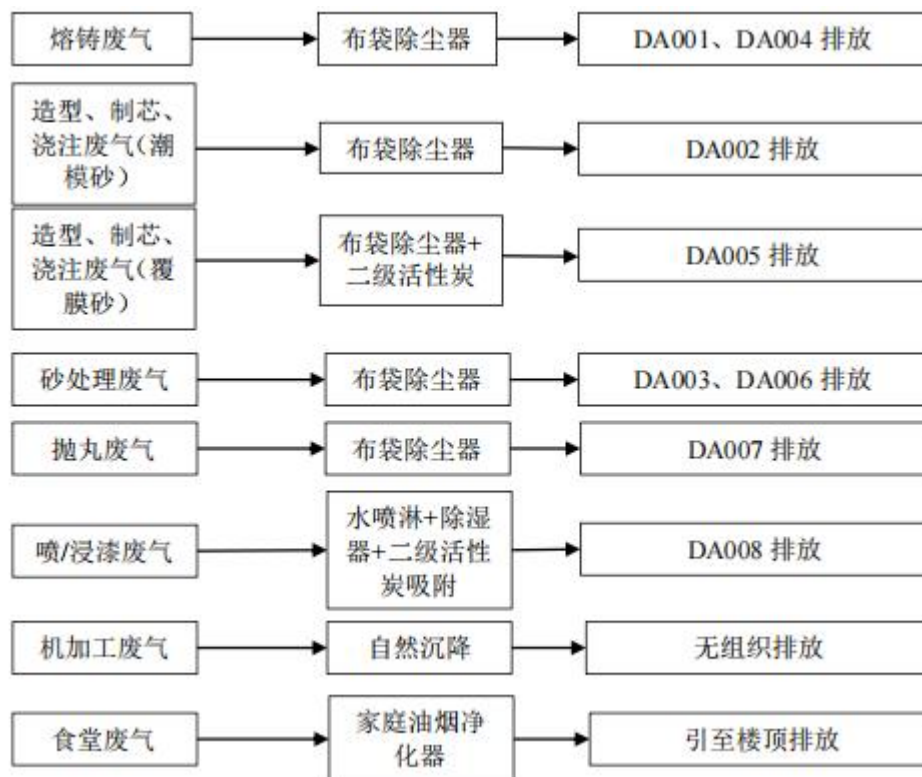 熔铸废气
布袋除尘器
DA001、DA004 排放
造型、制芯、
浇注废气（潮
模砂）
布袋除尘器
DA002 排放
造型、制芯、
浇注废气（覆
膜砂）
布袋除尘器+
二级活性炭
DA005 排放
砂处理废气
布袋除尘器
DA003、DA006 排放
抛丸废气
布袋除尘器
DA007 排放
喷/浸漆废气
水喷淋+除湿
器+二级活性
炭吸附
DA008 排放
机加工废气
自然沉降
无组织排放
食堂废气
家庭油烟净
化器
引至楼顶排放